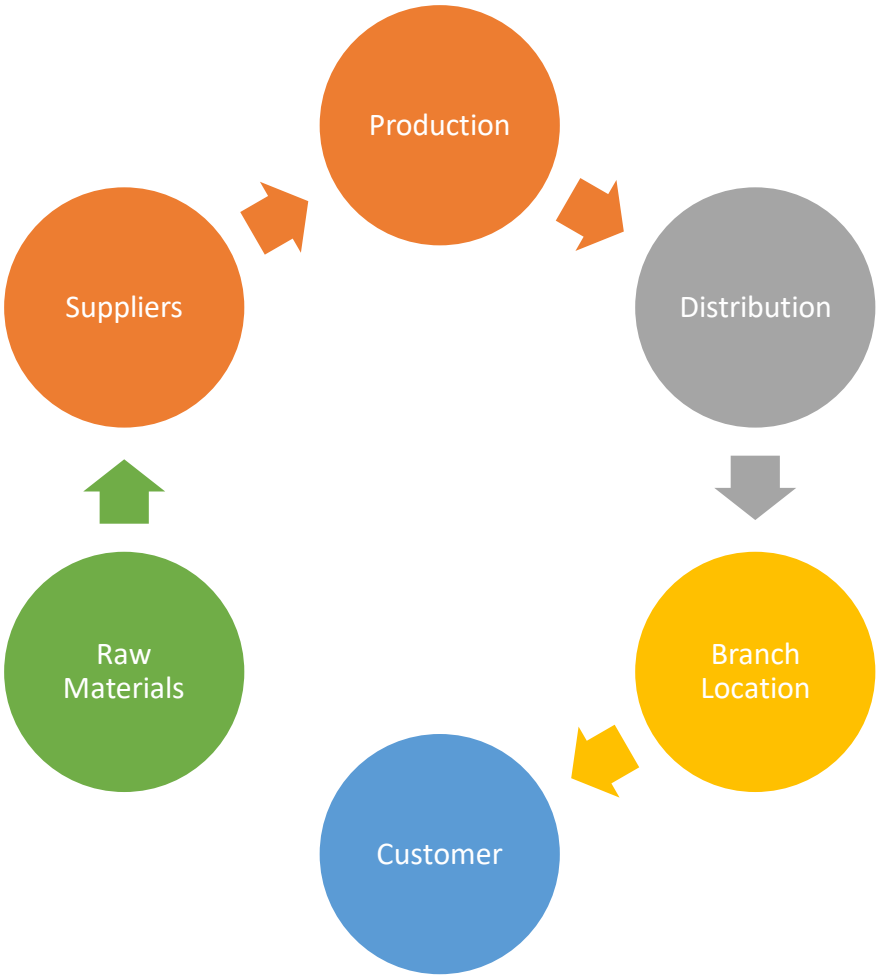 Production
Suppliers
Distribution
Raw
Materials
Branch
Location
Customer